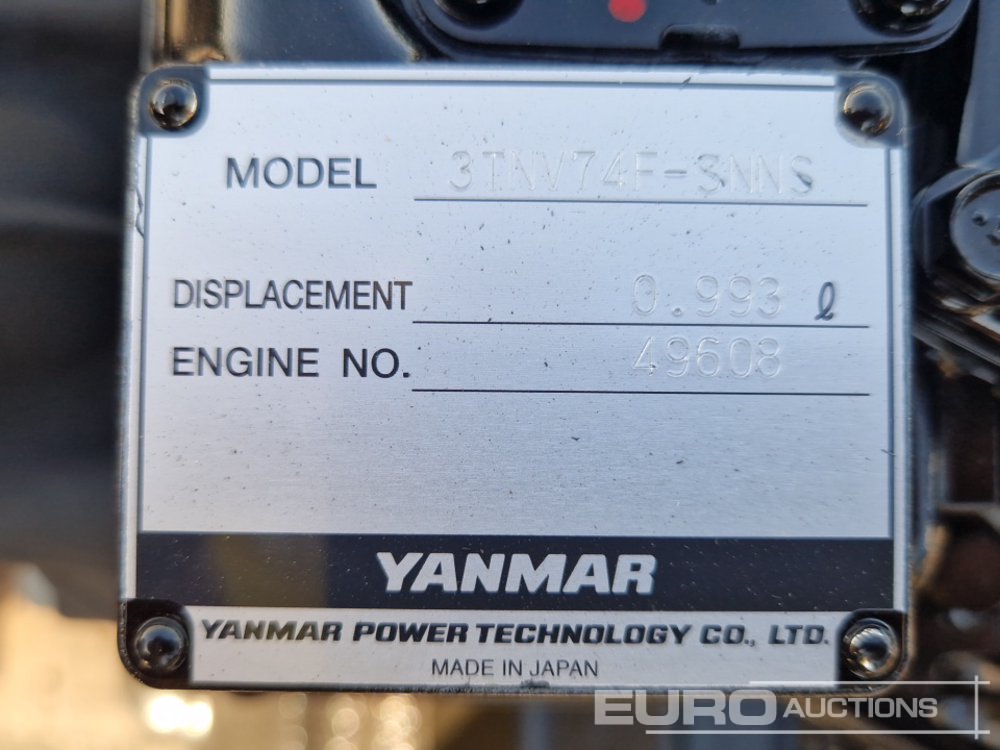 MODEL 3TNV74F-SNNS
DISPLACEMENT 0.993 ℓ
ENGINE NO. 49608
YANMAR
YANMAR POWER TECHNOLOGY CO., LTD.
MADE IN JAPAN
EURO AUCTIONS